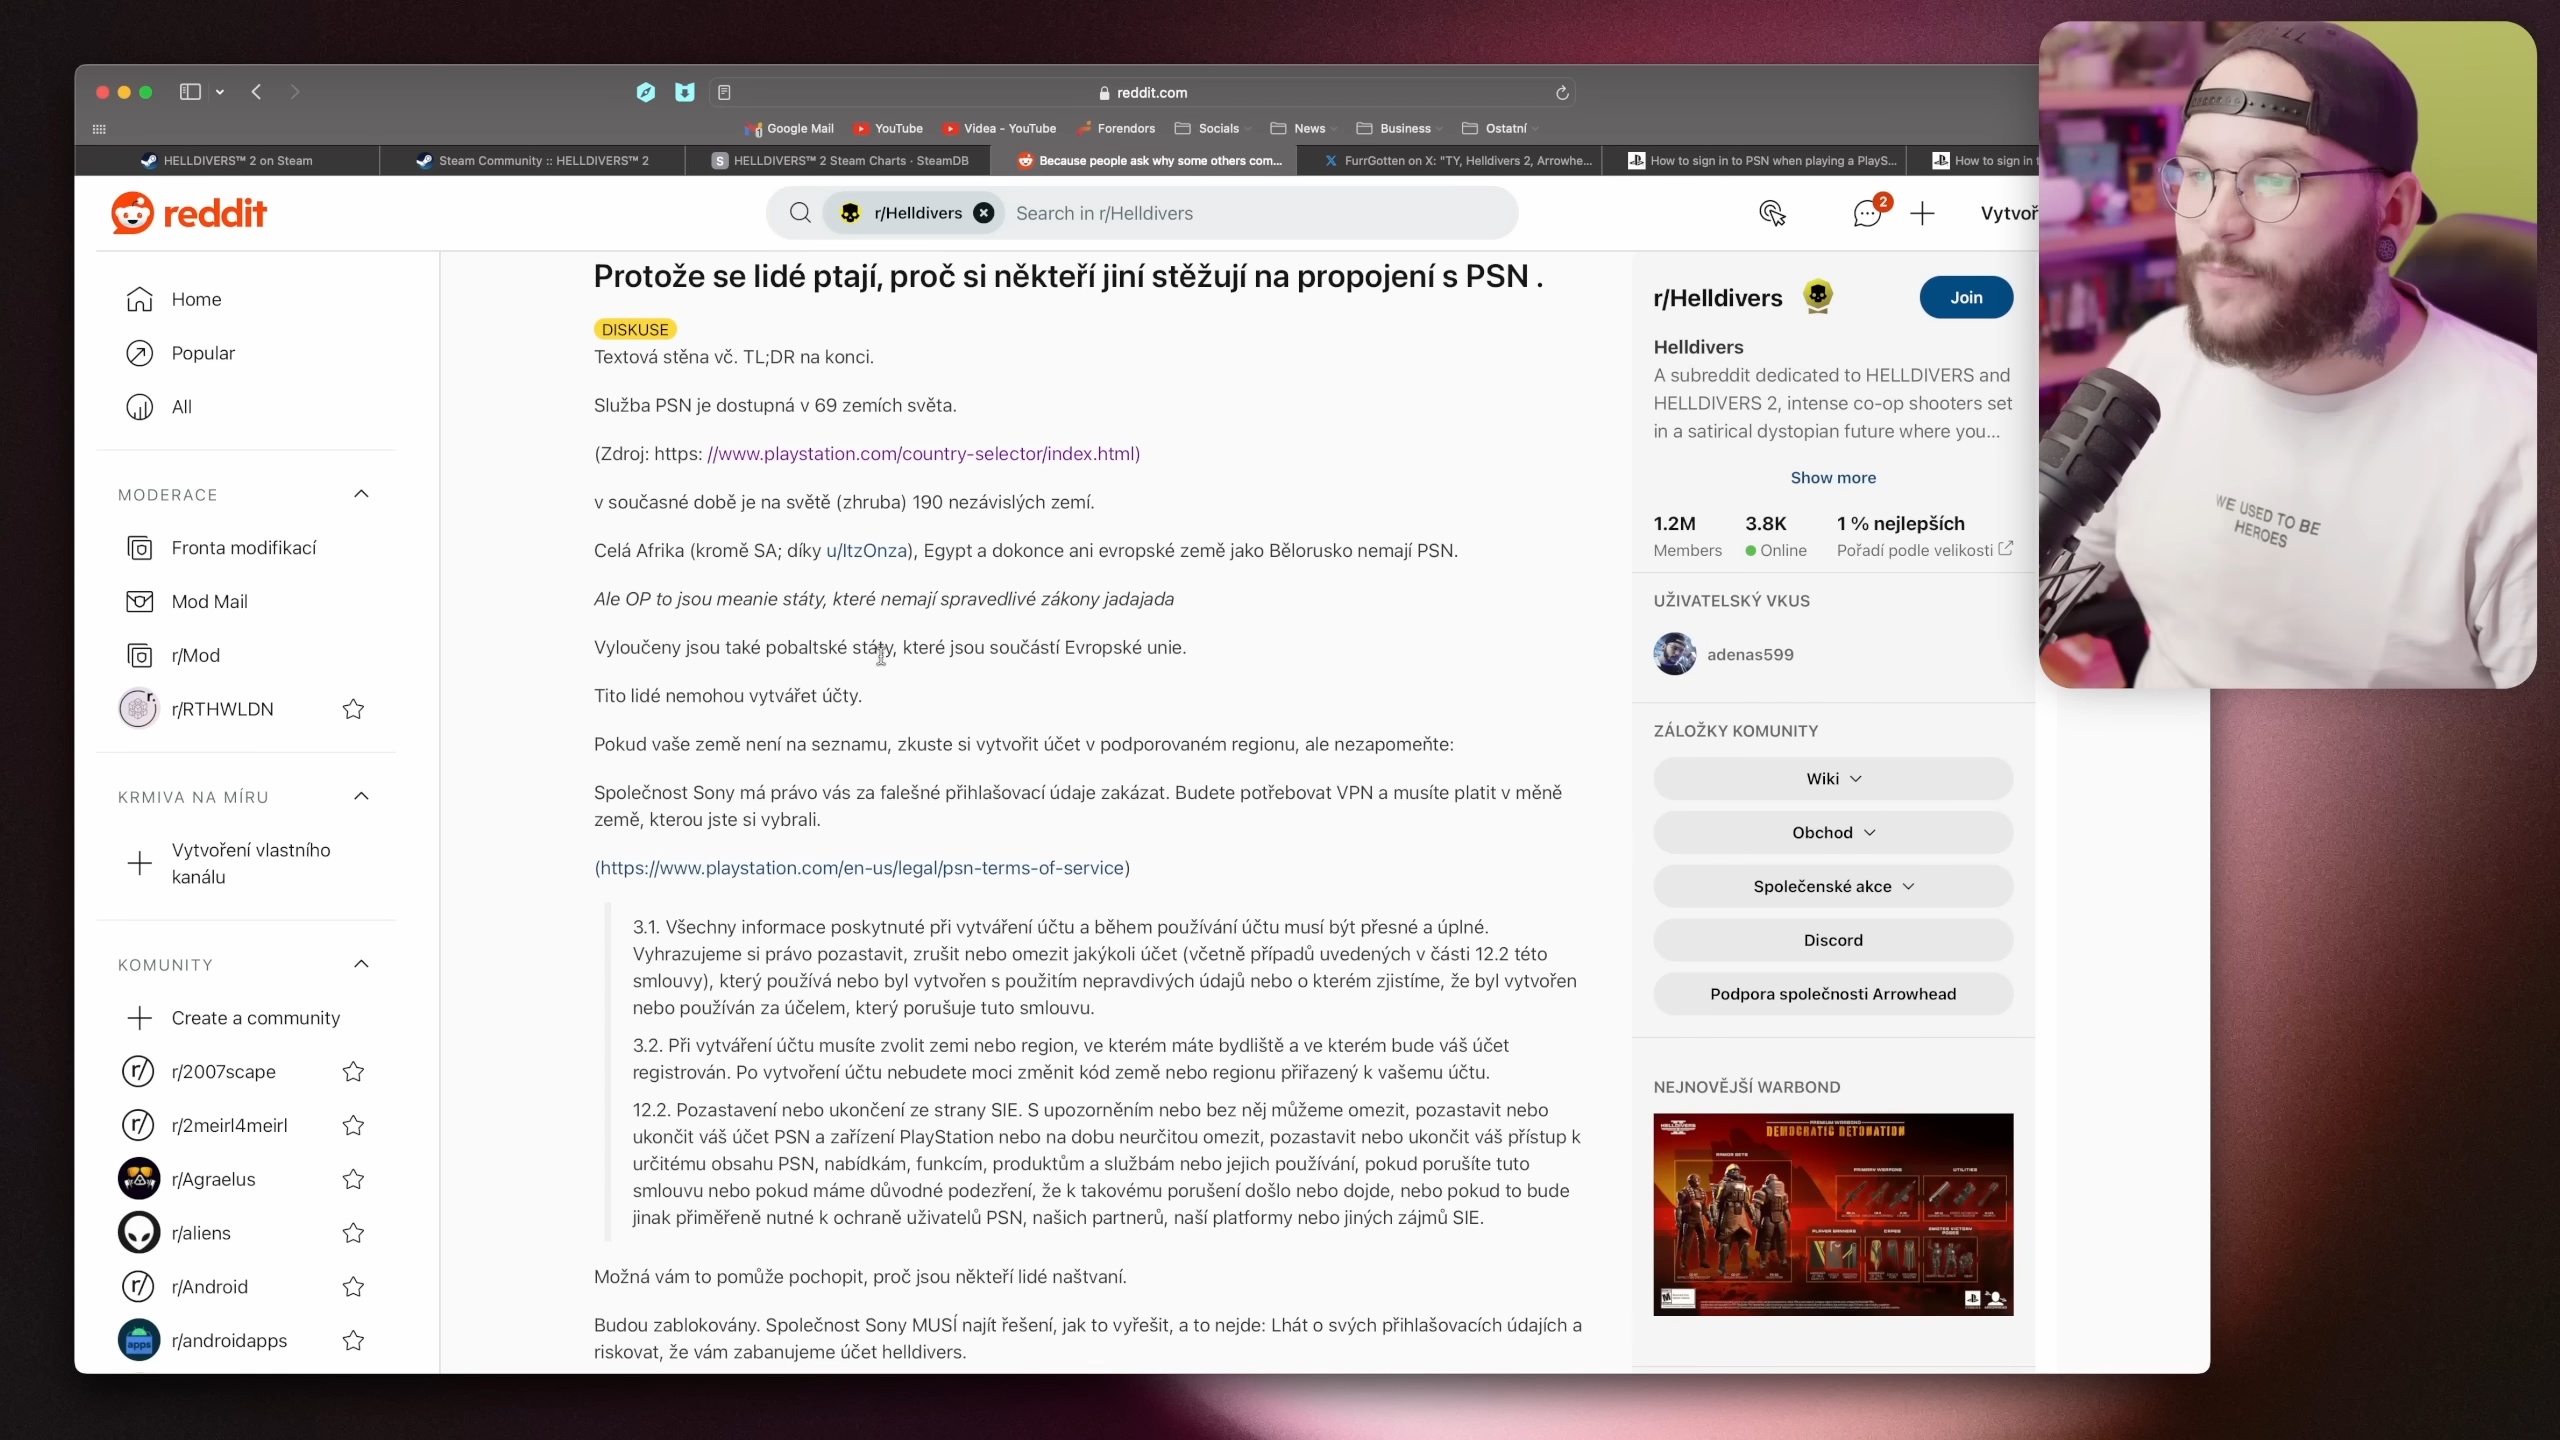 reddit.com
Google Mail
YouTube
Videa - YouTube
Forendors
Socials
News
Business
Ostatní
HELLDIVERS™ 2 on Steam
Steam Community :: HELLDIVERS™ 2
HELLDIVERS™ 2 Steam Charts · SteamDB
Because people ask why some others com...
FurrGotten on X: "TY, Helldivers 2, Arrowhe...
How to sign in to PSN when playing a PlayS...
How to sign in
reddit
r/Helldivers
Search in r/Helldivers
2
Vytvoř
Home
Popular
All
MODERACE
Fronta modifikací
Mod Mail
r/Mod
r/RTHWLDN
KRMIVA NA MÍRU
Vytvoření vlastního
kanálu
KOMUNITY
Create a community
r/2007scape
r/2meirl4meirl
r/Agraelus
r/aliens
r/Android
r/androidapps
Protože se lidé ptají, proč si někteří jiní stěžují na propojení s PSN .
DISKUSE
Textová stěna vč. TL;DR na konci.
Služba PSN je dostupná v 69 zemích světa.
(Zdroj: https: //www.playstation.com/country-selector/index.html)
v současné době je na světě (zhruba) 190 nezávislých zemí.
Celá Afrika (kromě SA; díky u/ItzOnza), Egypt a dokonce ani evropské země jako Bělorusko nemají PSN.
Ale OP to jsou meanie státy, které nemají spravedlivé zákony jadajada
Vyloučeny jsou také pobaltské státy, které jsou součástí Evropské unie.
Tito lidé nemohou vytvářet účty.
Pokud vaše země není na seznamu, zkuste si vytvořit účet v podporovaném regionu, ale nezapomeňte:
Společnost Sony má právo vás za falešné přihlašovací údaje zakázat. Budete potřebovat VPN a musíte platit v měně
země, kterou jste si vybrali.
(https://www.playstation.com/en-us/legal/psn-terms-of-service)
3.1. Všechny informace poskytnuté při vytváření účtu a během používání účtu musí být přesné a úplné.
Vyhrazujeme si právo pozastavit, zrušit nebo omezit jakýkoli účet (včetně případů uvedených v části 12.2 této
smlouvy), který používá nebo byl vytvořen s použitím nepravdivých údajů nebo o kterém zjistíme, že byl vytvořen
nebo používán za účelem, který porušuje tuto smlouvu.
3.2. Při vytváření účtu musíte zvolit zemi nebo region, ve kterém máte bydliště a ve kterém bude váš účet
registrován. Po vytvoření účtu nebudete moci změnit kód země nebo regionu přiřazený k vašemu účtu.
12.2. Pozastavení nebo ukončení ze strany SIE. S upozorněním nebo bez něj můžeme omezit, pozastavit nebo
ukončit váš účet PSN a zařízení PlayStation nebo na dobu neurčitou omezit, pozastavit nebo ukončit váš přístup k
určitému obsahu PSN, nabídkám, funkcím, produktům a službám nebo jejich používání, pokud porušíte tuto
smlouvu nebo pokud máme důvodné podezření, že k takovému porušení došlo nebo dojde, nebo pokud to bude
jinak přiměřeně nutné k ochraně uživatelů PSN, našich partnerů, naší platformy nebo jiných zájmů SIE.
Možná vám to pomůže pochopit, proč jsou někteří lidé naštvaní.
Budou zablokovány. Společnost Sony MUSÍ najít řešení, jak to vyřešit, a to nejde: Lhát o svých přihlašovacích údajích a
riskovat, že vám zabanujeme účet helldivers.
r/Helldivers
Join
Helldivers
A subreddit dedicated to HELLDIVERS and
HELLDIVERS 2, intense co-op shooters set
in a satirical dystopian future where you...
Show more
1.2M 3.8K 1 % nejlepších
Members Online Pořadí podle velikosti
UŽIVATELSKÝ VKUS
adenas599
ZÁLOŽKY KOMUNITY
Wiki
Obchod
Společenské akce
Discord
Podpora společnosti Arrowhead
NEJNOVĚJŠÍ WARBOND
PREMIUM WARBOND
DEMOCRATIC DETONATION
ARMOR SETS
PRIMARY WEAPONS
UTILITIES
PLAYER BANNERS
CAPES
WE USED TO BE
HEROES